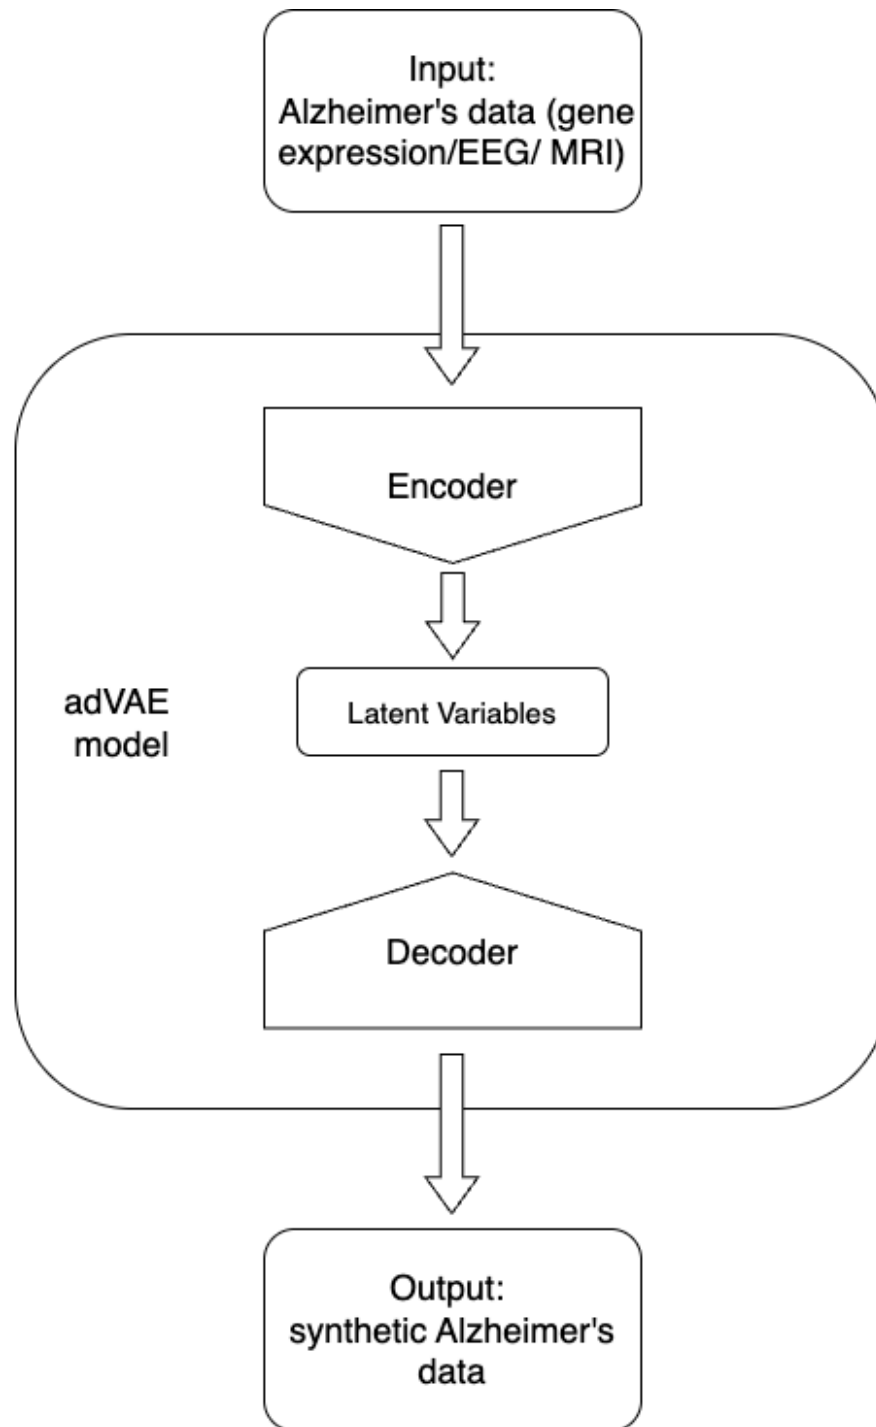 Input:
Alzheimer's data (gene
expression/EEG/ MRI)
Encoder
adVAE
model
Latent Variables
Decoder
Output:
synthetic Alzheimer's
data